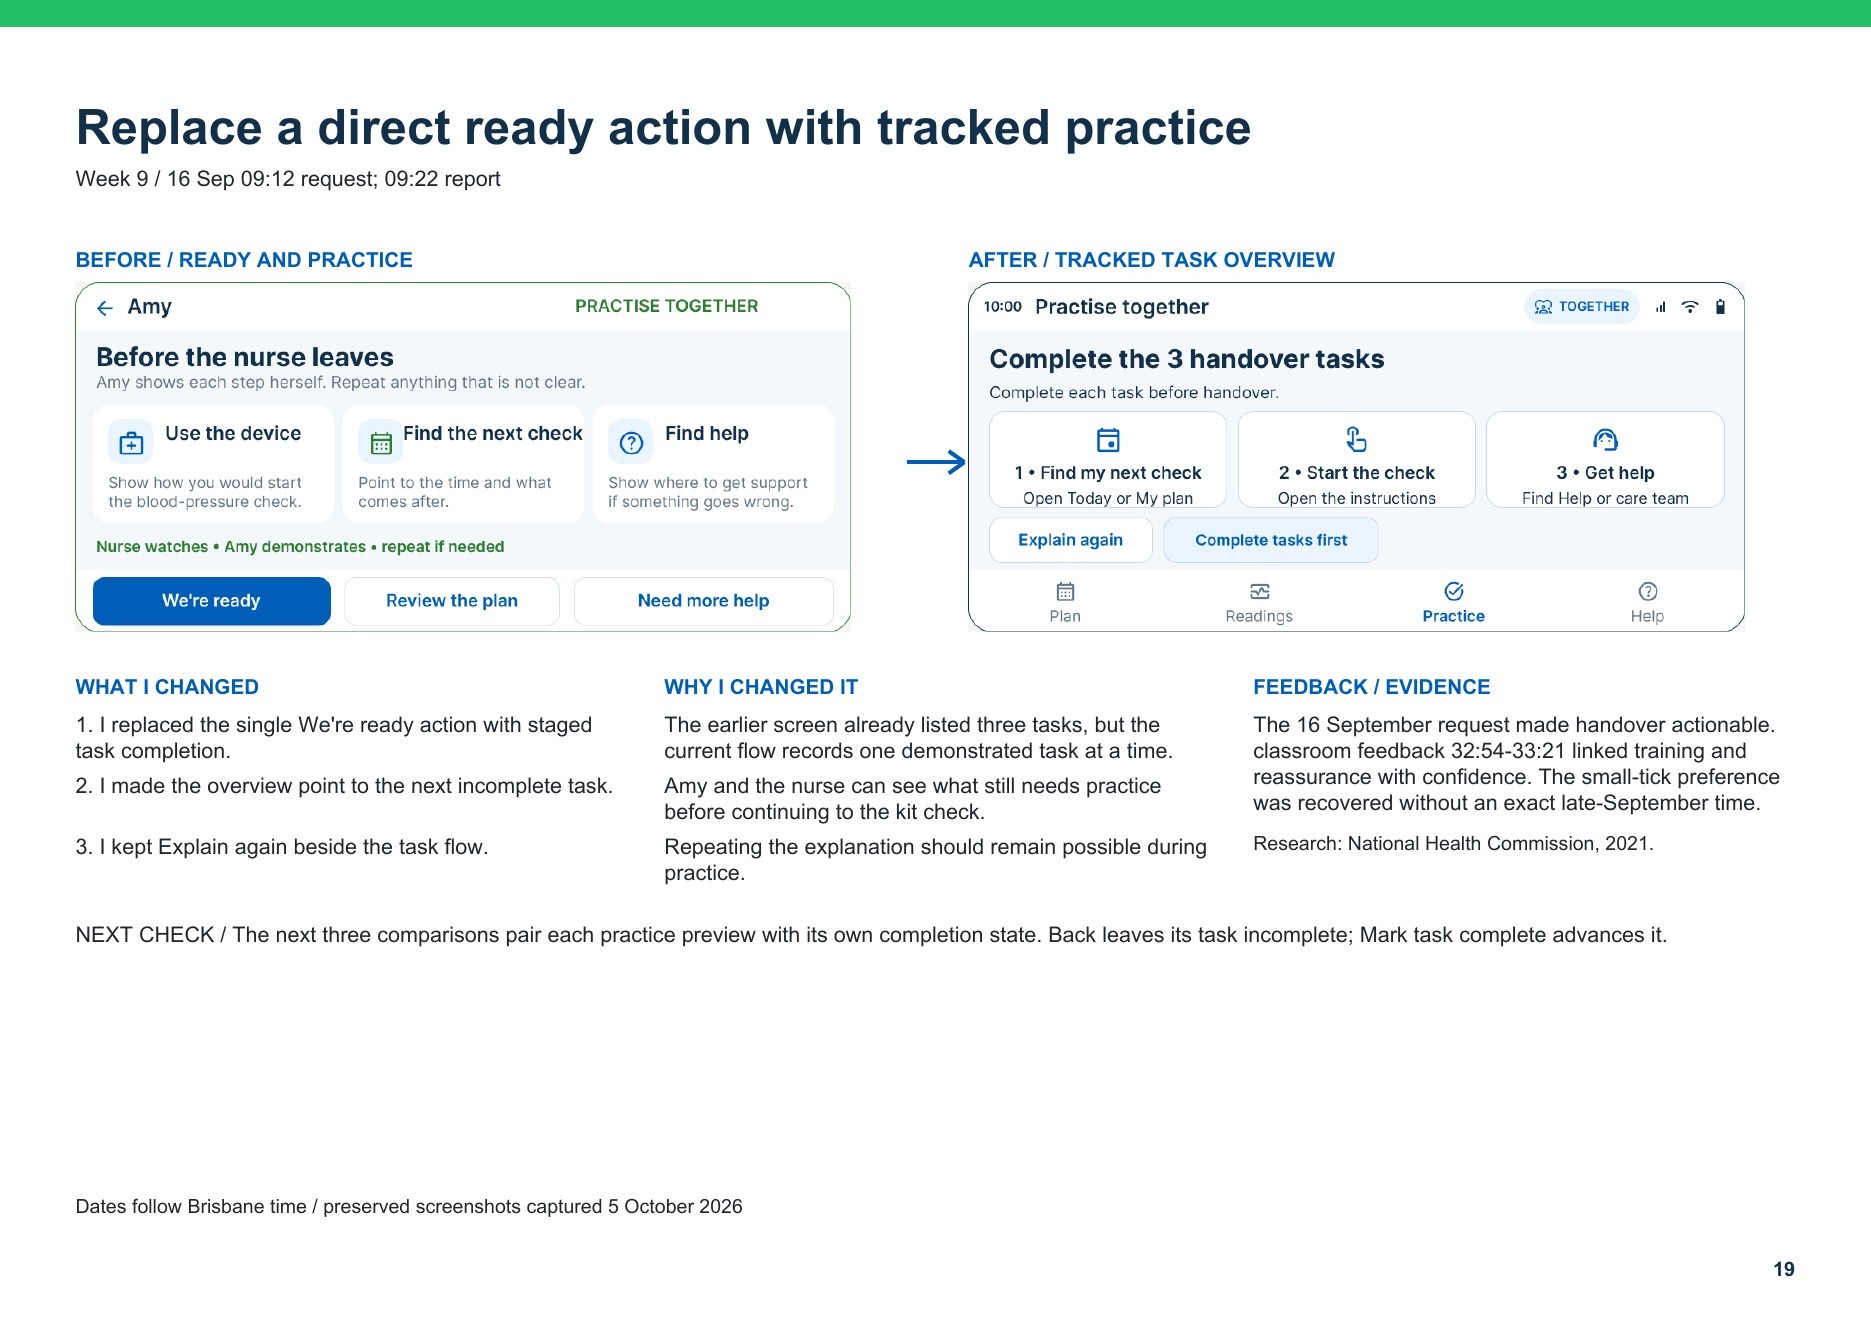 Replace a direct ready action with tracked practice
Week 9 / 16 Sep 09:12 request; 09:22 report
BEFORE / READY AND PRACTICE
Amy
PRACTISE TOGETHER
Before the nurse leaves
Amy shows each step herself. Repeat anything that is not clear.
Use the device
Show how you would start
the blood-pressure check.
Find the next check
Point to the time and what
comes after.
Find help
Show where to get support
if something goes wrong.
Nurse watches • Amy demonstrates • repeat if needed
We're ready
Review the plan
Need more help
AFTER / TRACKED TASK OVERVIEW
10:00 Practise together
TOGETHER
Complete the 3 handover tasks
Complete each task before handover.
1 • Find my next check
Open Today or My plan
2 • Start the check
Open the instructions
3 • Get help
Find Help or care team
Explain again
Complete tasks first
Plan
Readings
Practice
Help
WHAT I CHANGED
1. I replaced the single We're ready action with staged
task completion.
2. I made the overview point to the next incomplete task.
3. I kept Explain again beside the task flow.
WHY I CHANGED IT
The earlier screen already listed three tasks, but the
current flow records one demonstrated task at a time.
Amy and the nurse can see what still needs practice
before continuing to the kit check.
Repeating the explanation should remain possible during
practice.
FEEDBACK / EVIDENCE
The 16 September request made handover actionable.
classroom feedback 32:54-33:21 linked training and
reassurance with confidence. The small-tick preference
was recovered without an exact late-September time.
Research: National Health Commission, 2021.
NEXT CHECK / The next three comparisons pair each practice preview with its own completion state. Back leaves its task incomplete; Mark task complete advances it.
Dates follow Brisbane time / preserved screenshots captured 5 October 2026
19